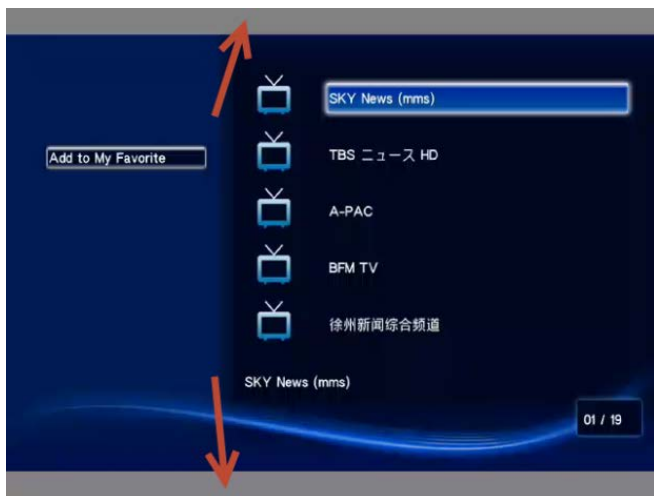 SKY News (mms)
Add to My Favorite
TBS ニュース HD
A-PAC
BFM TV
徐州新闻综合频道
SKY News (mms)
01 / 19